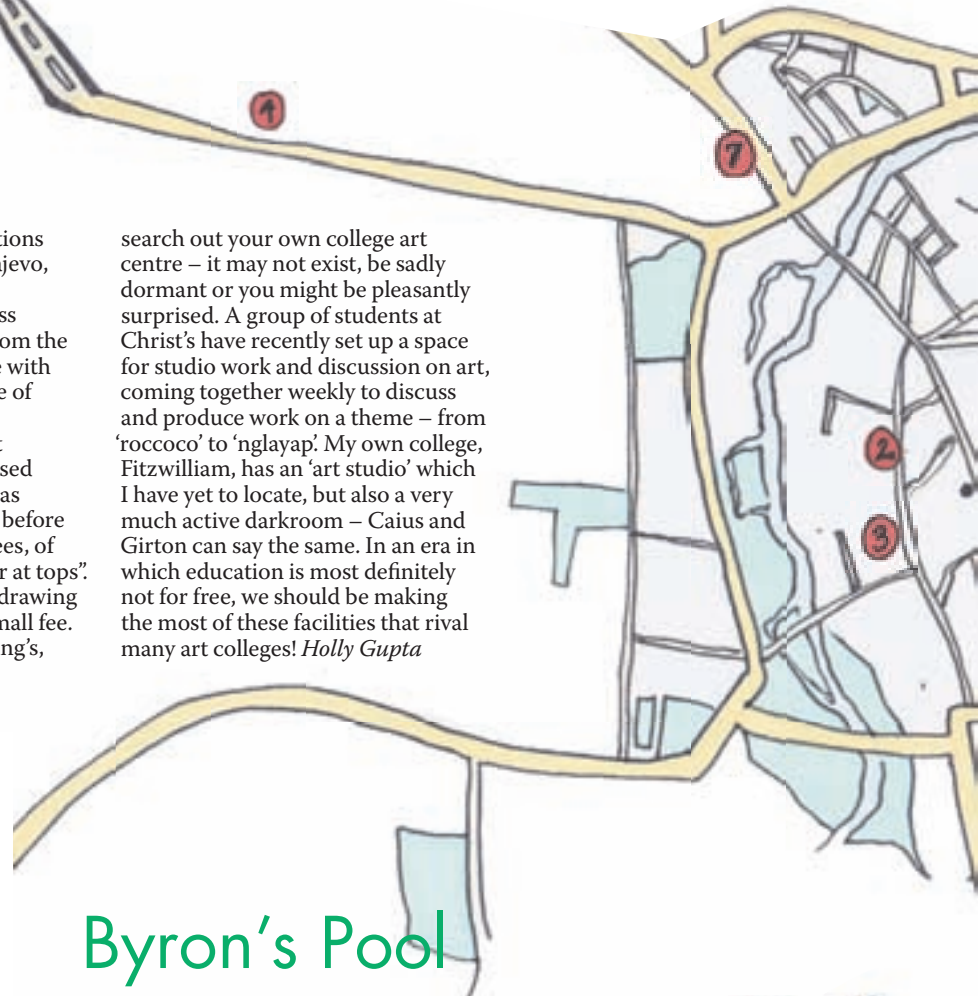 tions
jevo,
ss
om the
e with
e of
t
sed
as
before
ees, of
r at tops”.
drawing
mall fee.
ng’s,
search out your own college art
centre – it may not exist, be sadly
dormant or you might be pleasantly
surprised. A group of students at
Christ’s have recently set up a space
for studio work and discussion on art,
coming together weekly to discuss
and produce work on a theme – from
‘roccoco’ to ‘nglayap’. My own college,
Fitzwilliam, has an ‘art studio’ which
I have yet to locate, but also a very
much active darkroom – Caius and
Girton can say the same. In an era in
which education is most definitely
not for free, we should be making
the most of these facilities that rival
many art colleges! Holly Gupta
7
2
3
Byron’s Pool